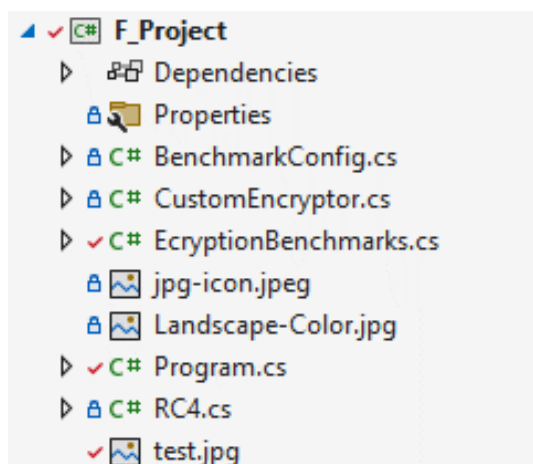 C# F_Project
Dependencies
Properties
C# BenchmarkConfig.cs
C# CustomEncryptor.cs
C# EcryptionBenchmarks.cs
jpg-icon.jpeg
Landscape-Color.jpg
C# Program.cs
C# RC4.cs
test.jpg